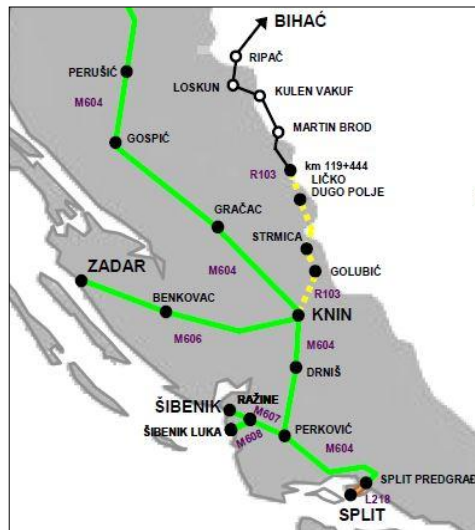 BIHAĆ
RIPAČ
PERUŠIĆ
LOSKUN
KULEN VAKUF
M604
MARTIN BROD
GOSPIĆ
km 119+444
R103
LIČKO
DUGO POLJE
GRAČAC
STRMICA
ZADAR
M604
GOLUBIĆ
BENKOVAC
R103
KNIN
M606
M604
DRNIŠ
RAŽINE
ŠIBENIK
M607
ŠIBENIK LUKA
M608
PERKOVIĆ
M604
SPLIT PREDGRAĐ
L218
SPLIT